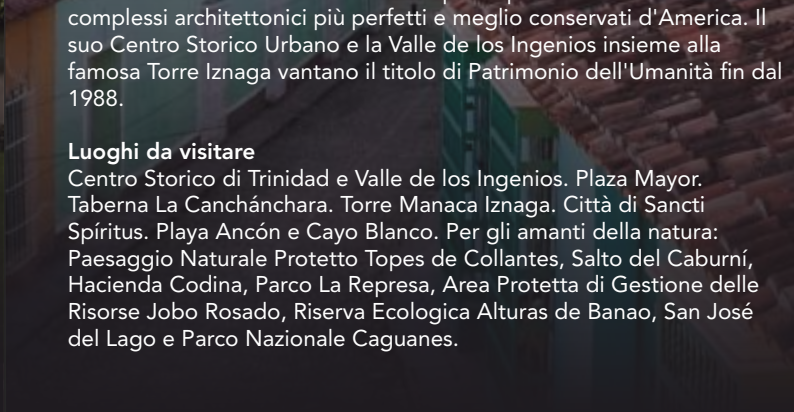 complessi architettonici più perfetti e meglio conservati d'America. Il
suo Centro Storico Urbano e la Valle de los Ingenios insieme alla
famosa Torre Iznaga vantano il titolo di Patrimonio dell'Umanità fin dal
1988.
Luoghi da visitare
Centro Storico di Trinidad e Valle de los Ingenios. Plaza Mayor.
Taberna La Canchánchara. Torre Manaca Iznaga. Città di Sancti
Spíritus. Playa Ancón e Cayo Blanco. Per gli amanti della natura:
Paesaggio Naturale Protetto Topes de Collantes, Salto del Caburní,
Hacienda Codina, Parco La Represa, Area Protetta di Gestione delle
Risorse Jobo Rosado, Riserva Ecologica Alturas de Banao, San José
del Lago e Parco Nazionale Caguanes.